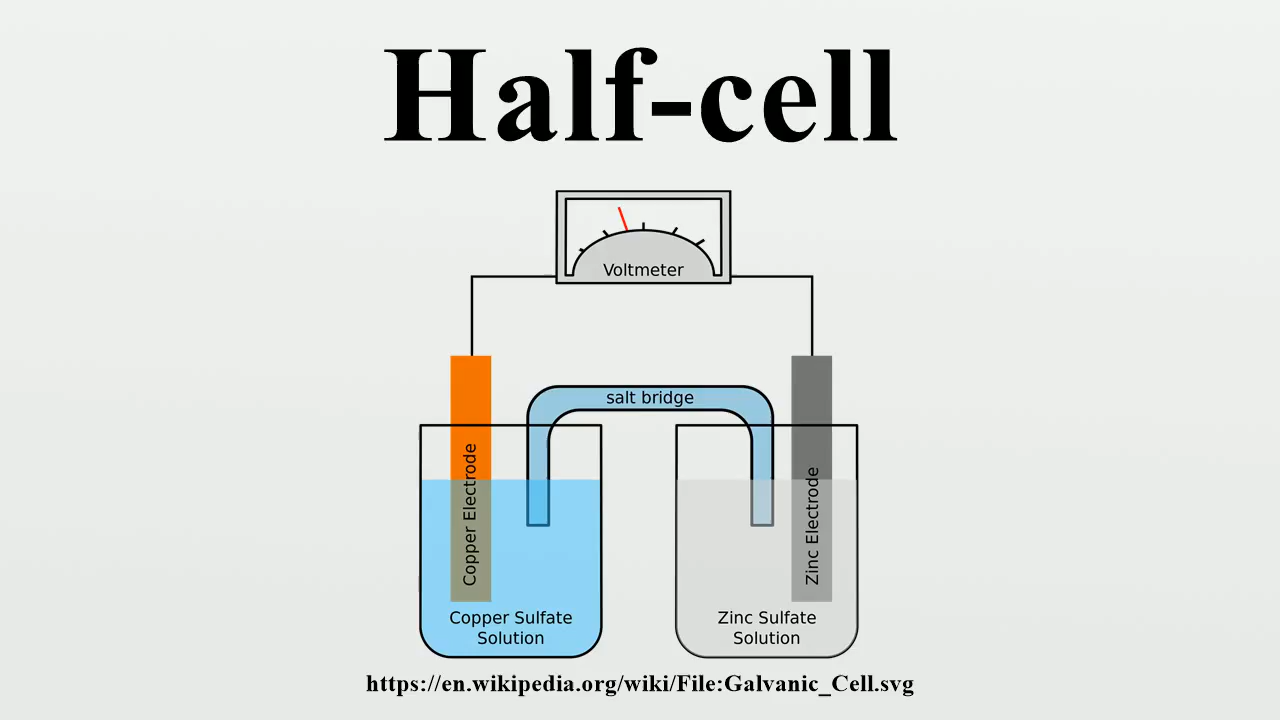 Half-cell
Voltmeter
salt bridge
Copper Electrode
Zinc Electrode
Copper Sulfate
Solution
Zinc Sulfate
Solution
https://en.wikipedia.org/wiki/File:Galvanic_Cell.svg